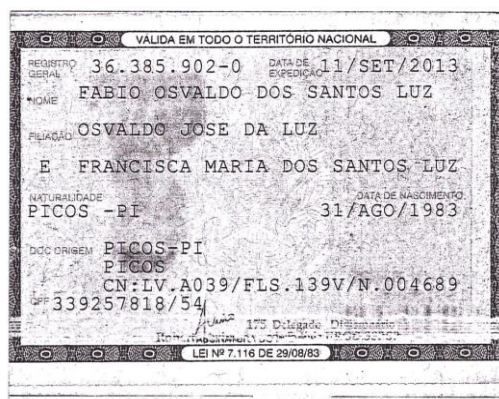 VÁLIDA EM TODO O TERRITÓRIO NACIONAL
REGISTRO GERAL 36.385.902-0 DATA DE EXPEDIÇÃO 11/SET/2013
NOME FABIO OSVALDO DOS SANTOS LUZ
FILIAÇÃO OSVALDO JOSE DA LUZ
E FRANCISCA MARIA DOS SANTOS LUZ
NATURALIDADE DATA DE NASCIMENTO
PICOS -PI 31/AGO/1983
DOC ORIGEM PICOS-PI
PICOS
CN:LV.A039/FLS.139V/N.004689
CPF 339257818/54
175 Delegado
LEI Nº 7.116 DE 29/08/83